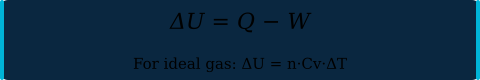 ΔU = Q − W
For ideal gas: ΔU = n·Cv·ΔT